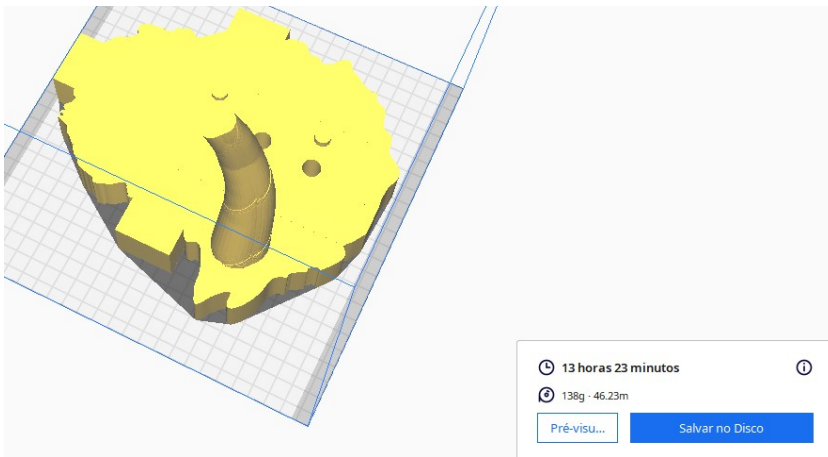 13 horas 23 minutos
138g · 46.23m
Pré-visu...
Salvar no Disco